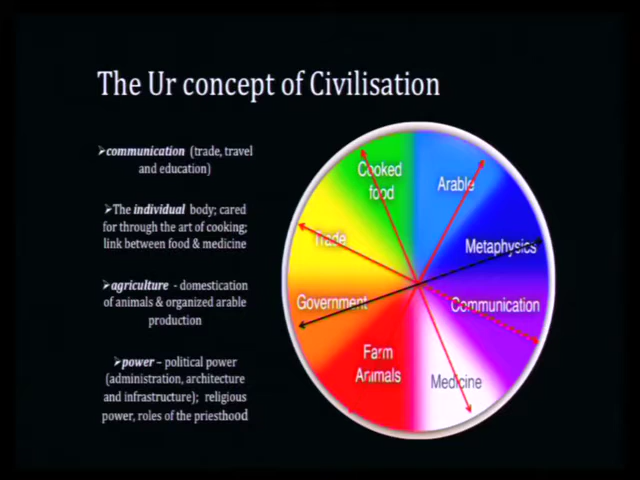 The Ur concept of Civilisation
➢communication (trade, travel
and education)
➢The individual body; cared
for through the art of cooking;
link between food & medicine
➢agriculture - domestication
of animals & organized arable
production
➢power – political power
(administration, architecture
and infrastructure); religious
power, roles of the priesthood
Cooked
food
Arable
Trade
Metaphysics
Government
Communication
Farm
Animals
Medicine